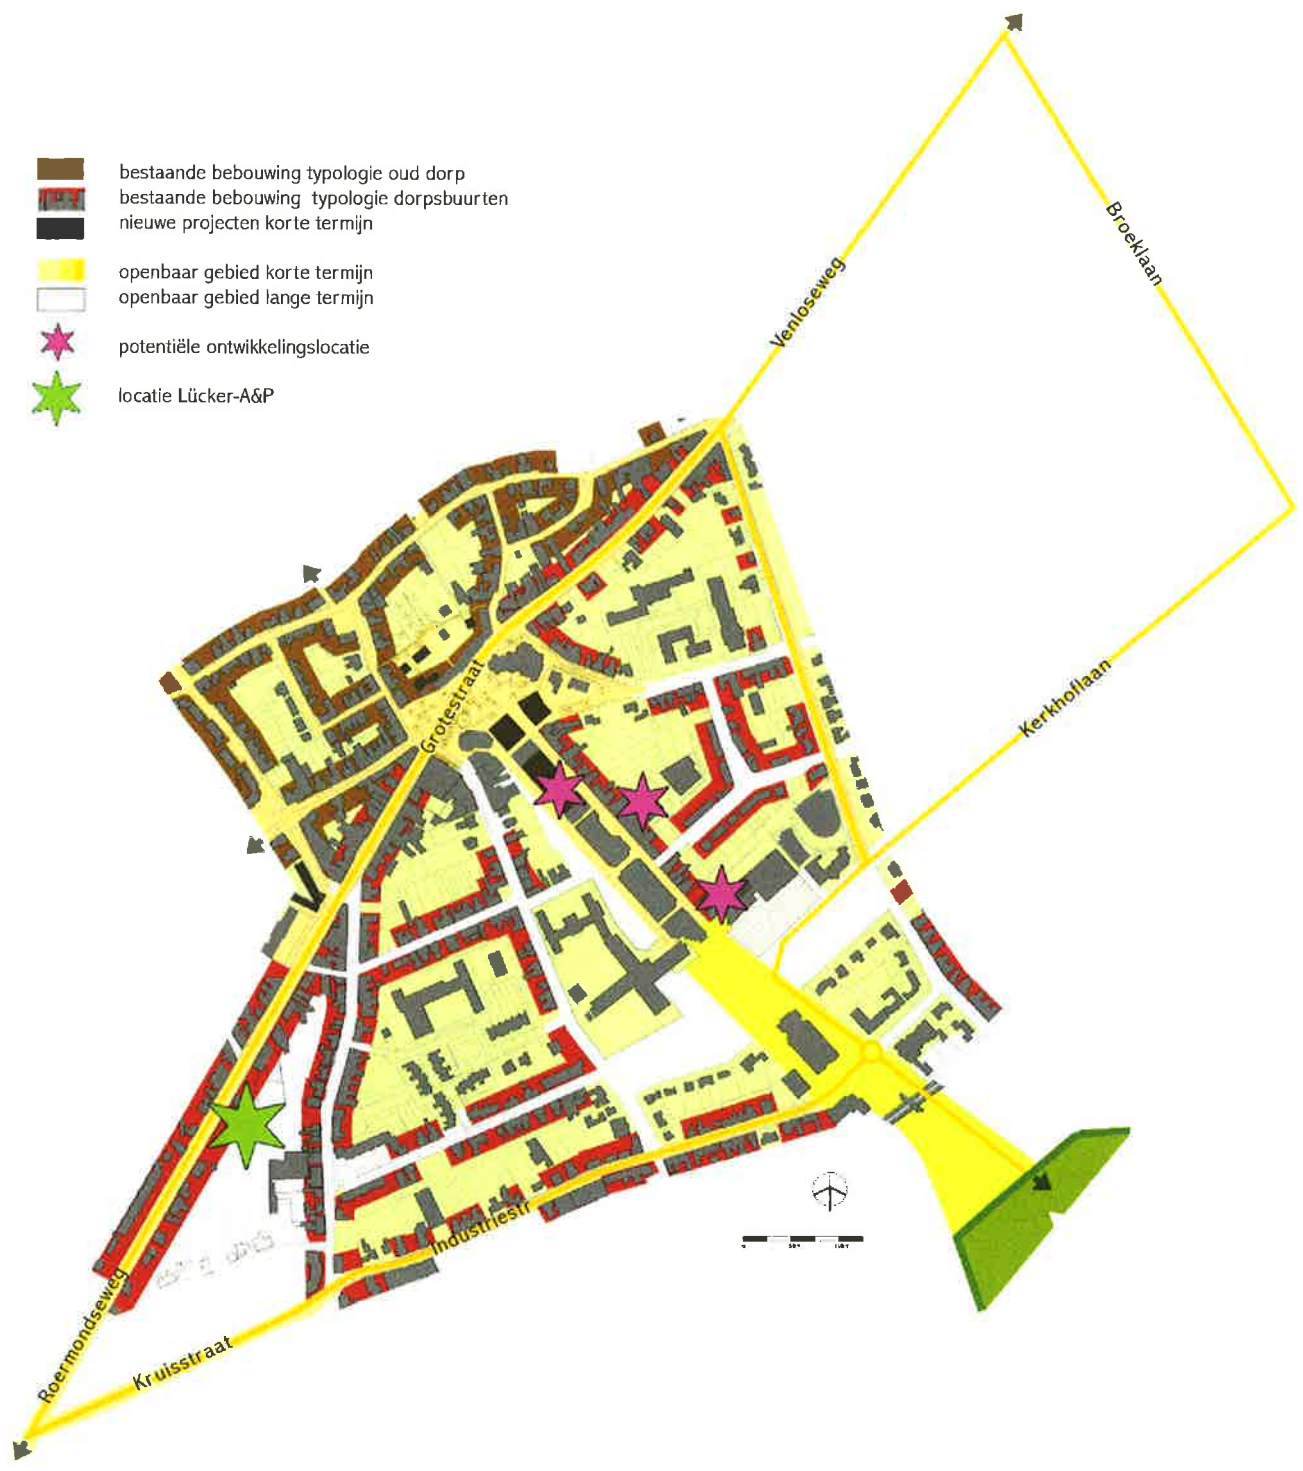 bestaande bebouwing typologie oud dorp
bestaande bebouwing typologie dorpsbuurten
nieuwe projecten korte termijn
openbaar gebied korte termijn
openbaar gebied lange termijn
potentiële ontwikkelingslocatie
locatie Lücker-A&P
Broeklaan
Venloseweg
Kerkhoflaan
Grotestraat
Industriestr
Roermondseweg
Kruisstraat